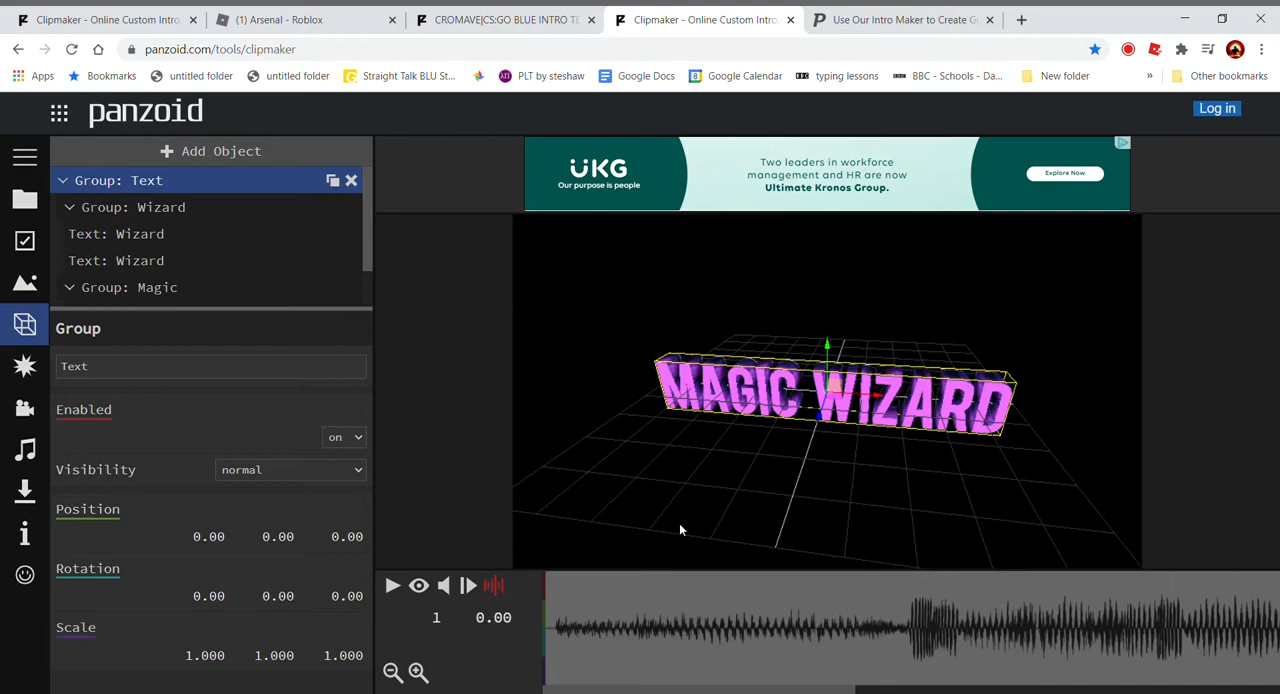 Clipmaker - Online Custom Intro.
(1) Arsenal - Roblox
CROMAVE|CS:GO BLUE INTRO TE
Clipmaker - Online Custom Intro.
Use Our Intro Maker to Create G
panzoid.com/tools/clipmaker
Apps
Bookmarks
untitled folder
untitled folder
Straight Talk BLU St...
PLT by steshaw
Google Docs
Google Calendar
typing lessons
BBC - Schools - Da...
New folder
»
Other bookmarks
panzoid
Log in
Add Object
Group: Text
Group: Wizard
Text: Wizard
Text: Wizard
Group: Magic
Group
Text
Enabled
on
Visibility
normal
Position
0.00 0.00 0.00
Rotation
0.00 0.00 0.00
Scale
1.000 1.000 1.000
UKG
Our purpose is people
Two leaders in workforce
management and HR are now
Ultimate Kronos Group.
Explore Now
MAGIC WIZARD
1 0.00